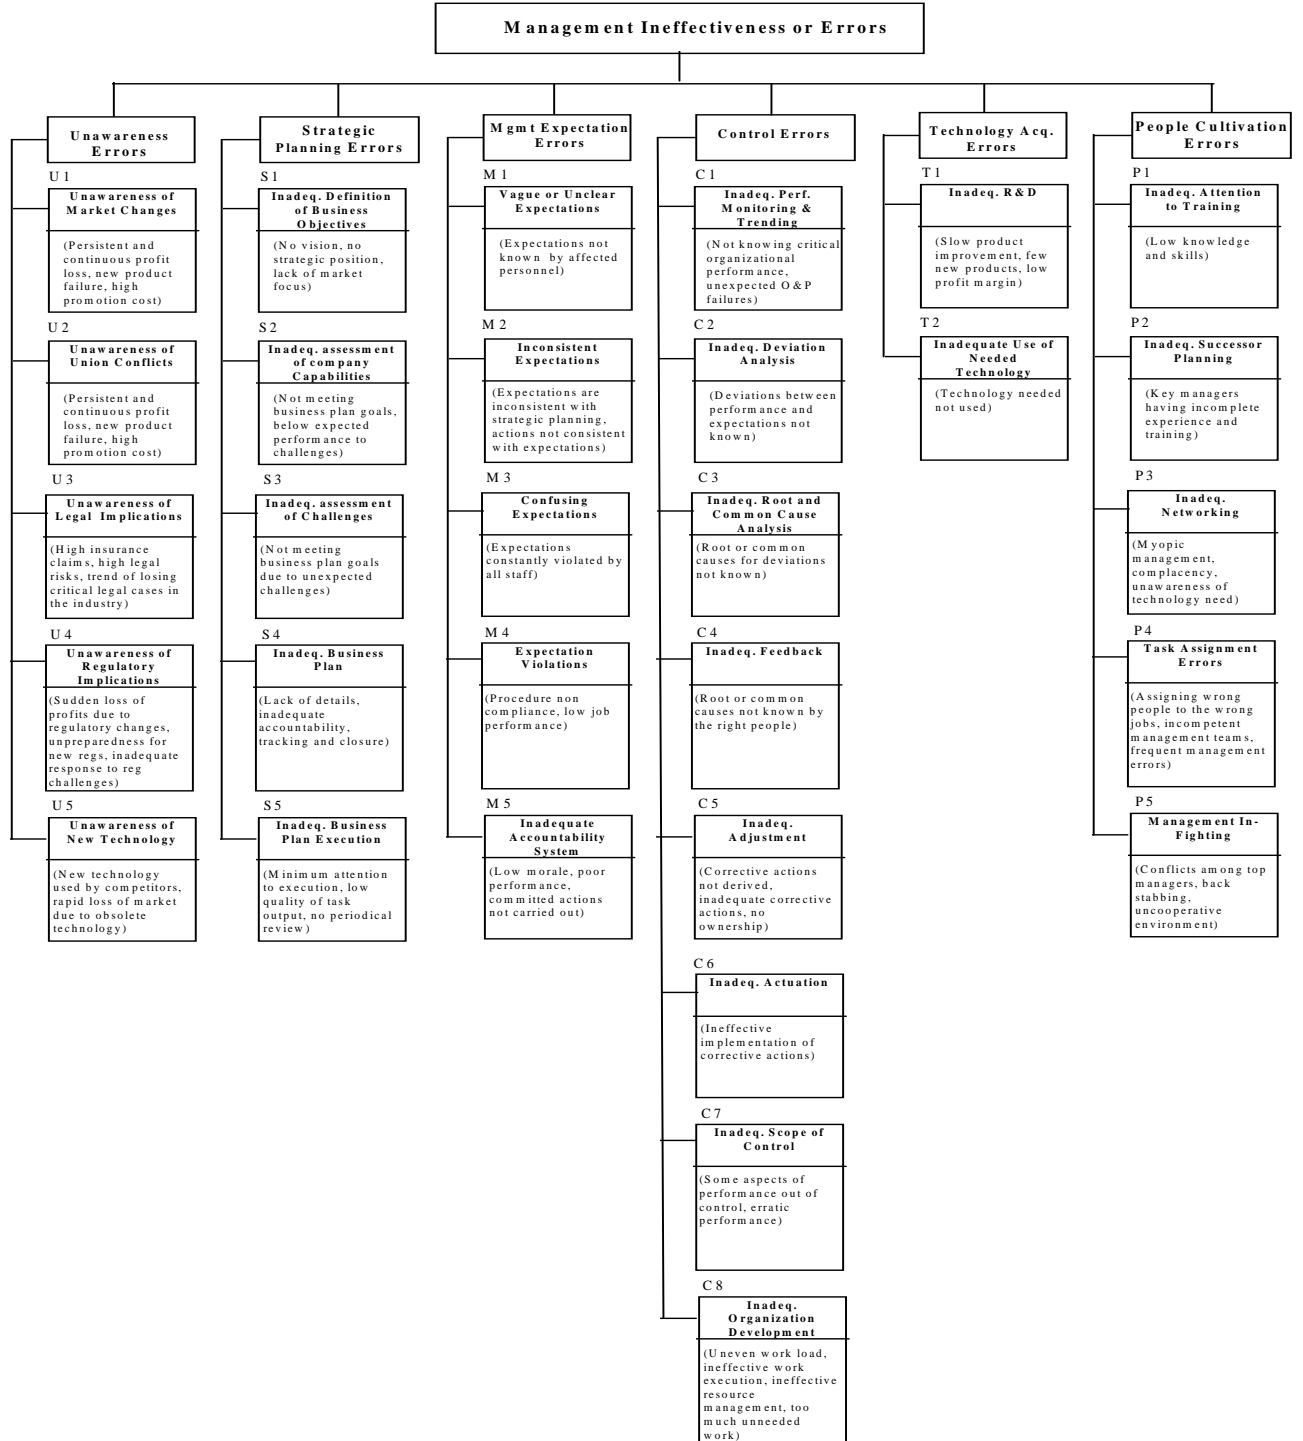 Management Ineffectiveness or Errors
Unawareness
Errors
U1
Unawareness of
Market Changes
(Persistent and
continuous profit
loss, new product
failure, high
promotion cost)
U2
Unawareness of
Union Conflicts
(Persistent and
continuous profit
loss, new product
failure, high
promotion cost)
U3
Unawareness of
Legal Implications
(High insurance
claims, high legal
risks, trend of losing
critical legal cases in
the industry)
U4
Unawareness of
Regulatory
Implications
(Sudden loss of
profits due to
regulatory changes,
unpreparedness for
new regs, inadequate
response to reg
challenges)
U5
Unawareness of
New Technology
(New technology
used by competitors,
rapid loss of market
due to obsolete
technology)
Strategic
Planning Errors
S1
Inadeq. Definition
of Business
Objectives
(No vision, no
strategic position,
lack of market
focus)
S2
Inadeq. assessment
of company
Capabilities
(Not meeting
business plan goals,
below expected
performance to
challenges)
S3
Inadeq. assessment
of Challenges
(Not meeting
business plan goals
due to unexpected
challenges)
S4
Inadeq. Business
Plan
(Lack of details,
inadequate
accountability,
tracking and closure)
S5
Inadeq. Business
Plan Execution
(Minimum attention
to execution, low
quality of task
output, no periodical
review)
Mgmt Expectation
Errors
M1
Vague or Unclear
Expectations
(Expectations not
known by affected
personnel)
M2
Inconsistent
Expectations
(Expectations are
inconsistent with
strategic planning,
actions not consistent
with expectations)
M3
Confusing
Expectations
(Expectations
constantly violated by
all staff)
M4
Expectation
Violations
(Procedure non
compliance, low job
performance)
M5
Inadequate
Accountability
System
(Low morale, poor
performance,
committed actions
not carried out)
Control Errors
C1
Inadeq. Perf.
Monitoring &
Trending
(Not knowing critical
organizational
performance,
unexpected O&P
failures)
C2
Inadeq. Deviation
Analysis
(Deviations between
performance and
expectations not
known)
C3
Inadeq. Root and
Common Cause
Analysis
(Root or common
causes for deviations
not known)
C4
Inadeq. Feedback
(Root or common
causes not known by
the right people)
C5
Inadeq.
Adjustment
(Corrective actions
not derived,
inadequate corrective
actions, no
ownership)
C6
Inadeq. Actuation
(Ineffective
implementation of
corrective actions)
C7
Inadeq. Scope of
Control
(Some aspects of
performance out of
control, erratic
performance)
C8
Inadeq.
Organization
Development
(Uneven work load,
ineffective work
execution, ineffective
resource
management, too
much unneeded
work)
Technology Acq.
Errors
T1
Inadeq. R&D
(Slow product
improvement, few
new products, low
profit margin)
T2
Inadequate Use of
Needed
Technology
(Technology needed
not used)
People Cultivation
Errors
P1
Inadeq. Attention
to Training
(Low knowledge
and skills)
P2
Inadeq. Successor
Planning
(Key managers
having incomplete
experience and
training)
P3
Inadeq.
Networking
(Myopic
management,
complacency,
unawareness of
technology need)
P4
Task Assignment
Errors
(Assigning wrong
people to the wrong
jobs, incompetent
management teams,
frequent management
errors)
P5
Management In-
Fighting
(Conflicts among top
managers, back
stabbing,
uncooperative
environment)